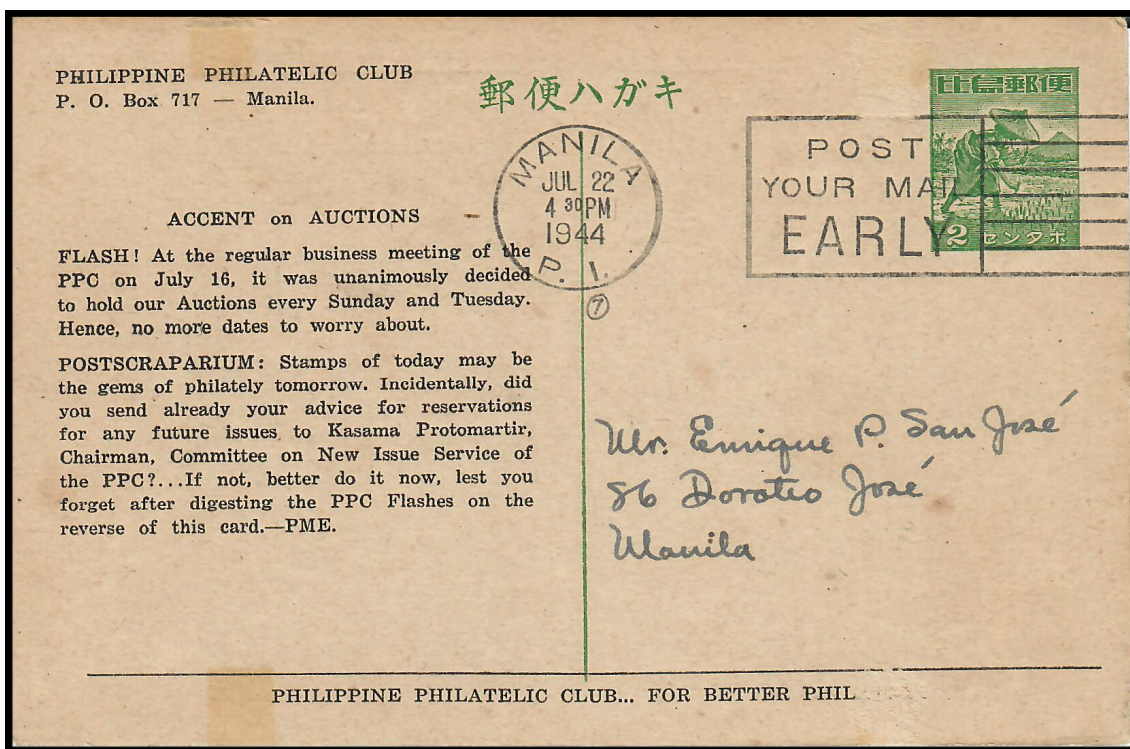 PHILIPPINE PHILATELIC CLUB
P. O. Box 717 — Manila.
郵便ハガキ
比島郵便
2 センタボ
MANILA
JUL 22
4 30 PM
1944
P. I.
7
POST
YOUR MAIL
EARLY
ACCENT on AUCTIONS
FLASH! At the regular business meeting of the
PPC on July 16, it was unanimously decided
to hold our Auctions every Sunday and Tuesday.
Hence, no more dates to worry about.
POSTSCRAPARIUM: Stamps of today may be
the gems of philately tomorrow. Incidentally, did
you send already your advice for reservations
for any future issues to Kasama Protomartir,
Chairman, Committee on New Issue Service of
the PPC?...If not, better do it now, lest you
forget after digesting the PPC Flashes on the
reverse of this card.—PME.
Mr. Enrique P. San José
86 Doroteo José
Manila
PHILIPPINE PHILATELIC CLUB... FOR BETTER PHIL